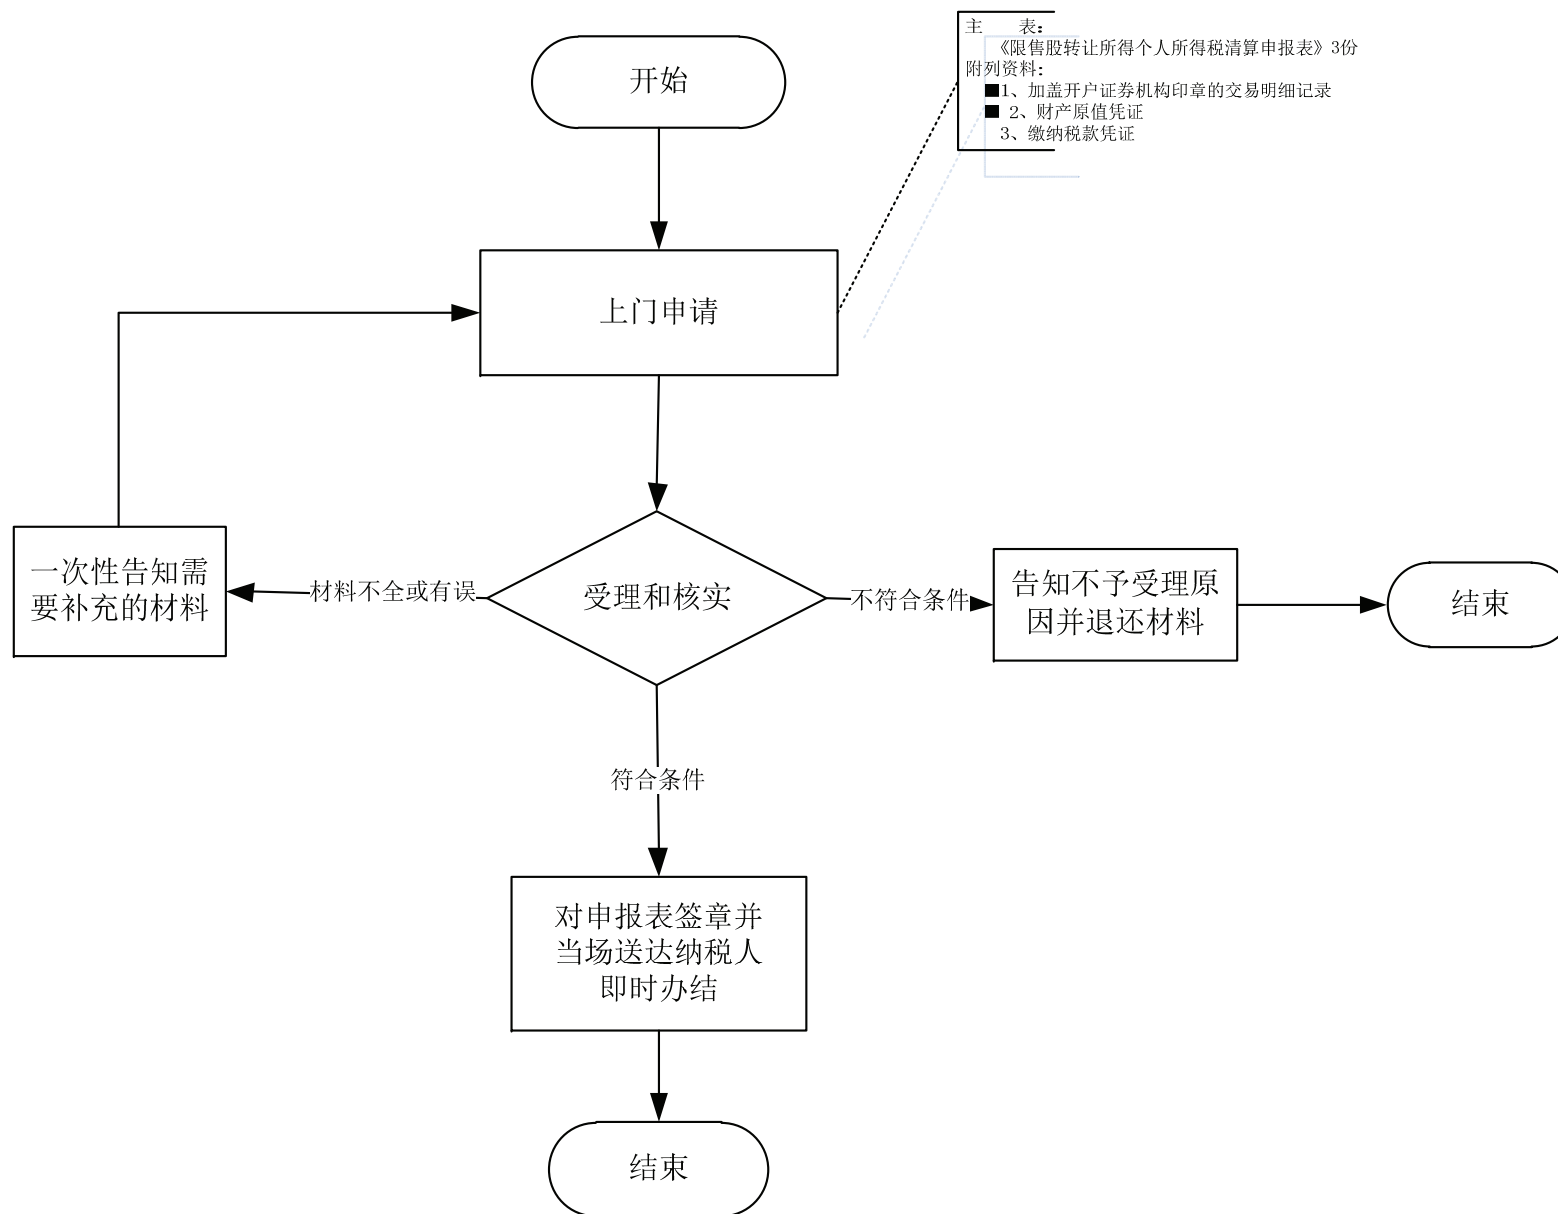 开始
主 表：
《限售股转让所得个人所得税清算申报表》3份
附列资料：
■1、加盖开户证券机构印章的交易明细记录
■ 2、财产原值凭证
3、缴纳税款凭证
上门申请
一次性告知需
要补充的材料
材料不全或有误
受理和核实
不符合条件
告知不予受理原
因并退还材料
结束
符合条件
对申报表签章并
当场送达纳税人
即时办结
结束